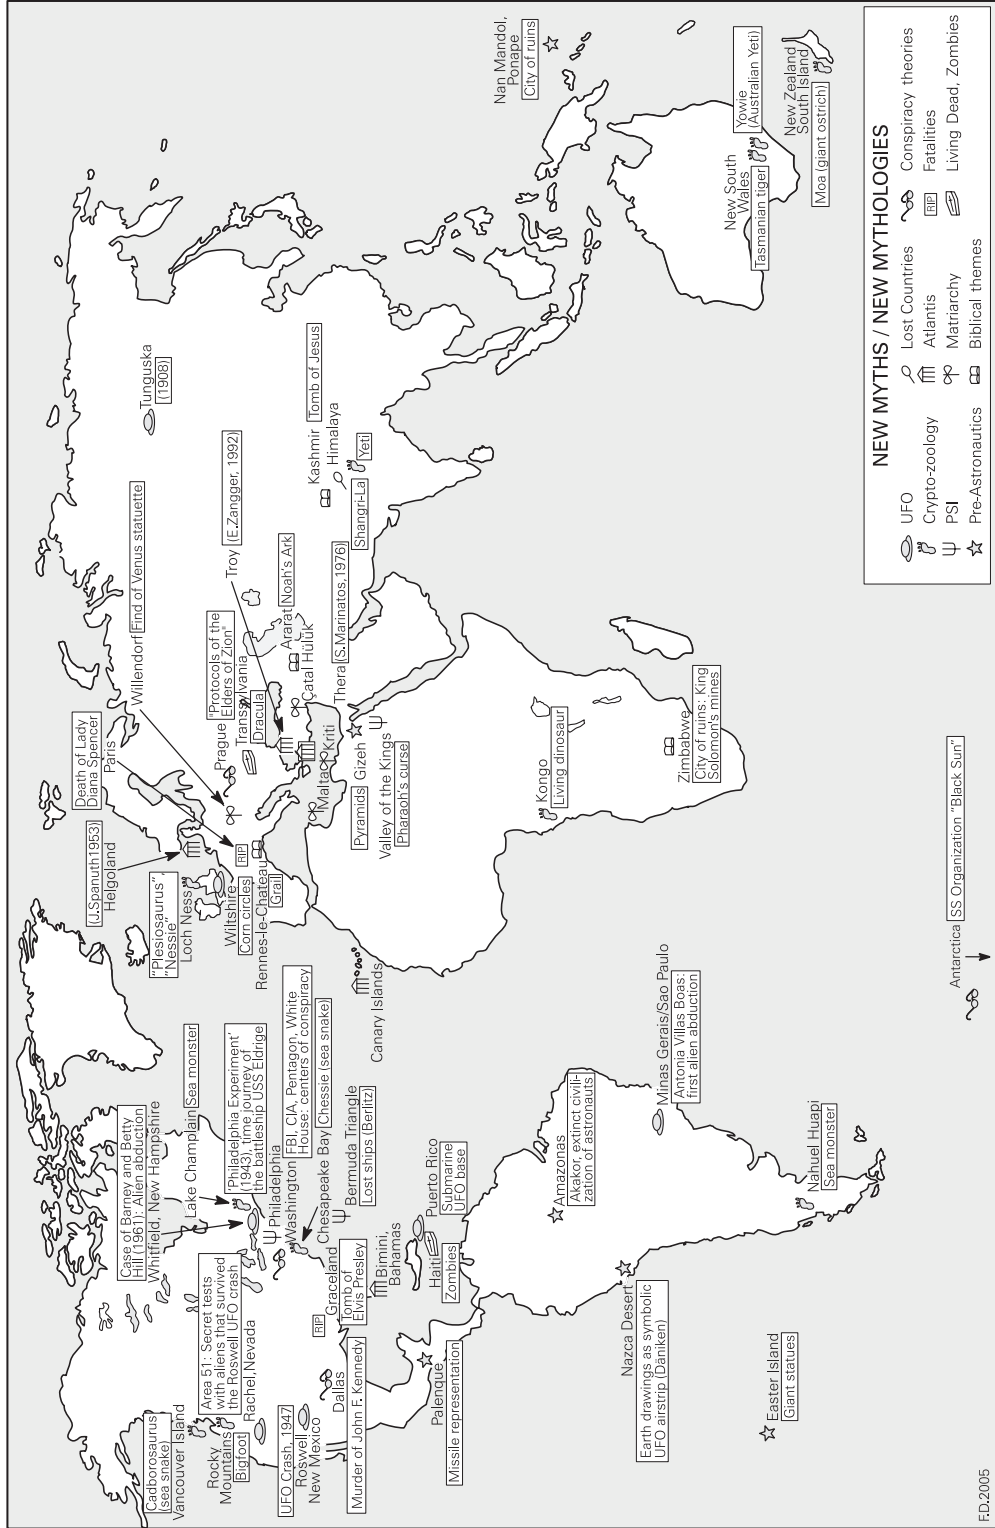 Cadborosaurus
(sea snake)
Vancouver Island
Rocky
Mountains
Bigfoot
Area 51: Secret tests
with aliens that survived
the Roswell UFO crash
Rachel,Nevada
UFO Crash, 1947
Roswell
New Mexico
Dallas
Murder of John F. Kennedy
RIP
Graceland
Tomb of
Elvis Presley
Palenque
Missile representation
Case of Barney and Betty
Hill (1961): Alien abduction
Whitfield, New Hampshire
Lake Champlain
Sea monster
'Philadelphia Experiment'
(1943), time journey of
the battleship USS Eldrige
Philadelphia
Washington
FBI, CIA, Pentagon, White
House: centers of conspiracy
Chesapeake Bay
Chessie (sea snake)
Bermuda Triangle
Lost ships (Berlitz)
Bimini,
Bahamas
Puerto Rico
Submarine
UFO base
Haiti
Zombies
Amazonas
Akakor, extinct civili-
zation of astronauts
Minas Gerais/Sao Paulo
Antonia Villas Boas:
first alien abduction
Nazca Desert
Earth drawings as symbolic
UFO airstrip (Däniken)
Easter Island
Giant statues
Nahuel Huapi
Sea monster
Antarctica
SS Organization "Black Sun"
(J.Spanuth1953)
Helgoland
"Plesiosaurus",
"Nessie"
Loch Ness
Wiltshire
Corn circles
Rennes-le-Chateau
Grail
RIP
Death of Lady
Diana Spencer
Paris
Willendorf
Find of Venus statuette
Prague
"Protocols of the
Elders of Zion"
Transsylvania
Dracula
Troy
(E.Zangger, 1992)
Ararat
Noah's Ark
Çatal Hülük
Thera
(S.Marinatos,1976)
Malta
Kriti
Canary Islands
Pyramids
Gizeh
Valley of the Kings
Pharaoh's curse
Kongo
Living dinosaur
Zimbabwe
City of ruins: King
Solomon's mines
Tunguska
(1908)
Kashmir
Tomb of Jesus
Himalaya
Yeti
Shangri-La
Nan Mandol,
Ponape
City of ruins
New South
Wales
Tasmanian tiger
Yowie
(Australian Yeti)
New Zealand
South Island
Moa (giant ostrich)
NEW MYTHS / NEW MYTHOLOGIES
UFO
Crypto-zoology
PSI
Pre-Astronautics
Lost Countries
Atlantis
Matriarchy
Biblical themes
Conspiracy theories
RIP
Fatalities
Living Dead, Zombies
F.D.2005